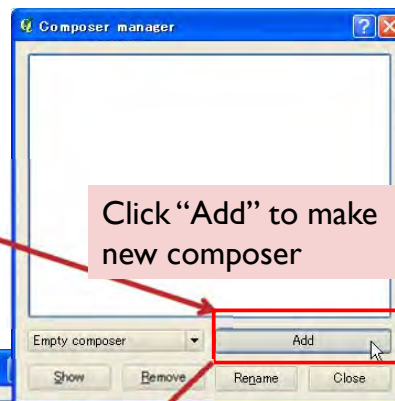 Composer manager
Click “Add” to make
new composer
Empty composer
Add
Show
Remove
Rename
Close